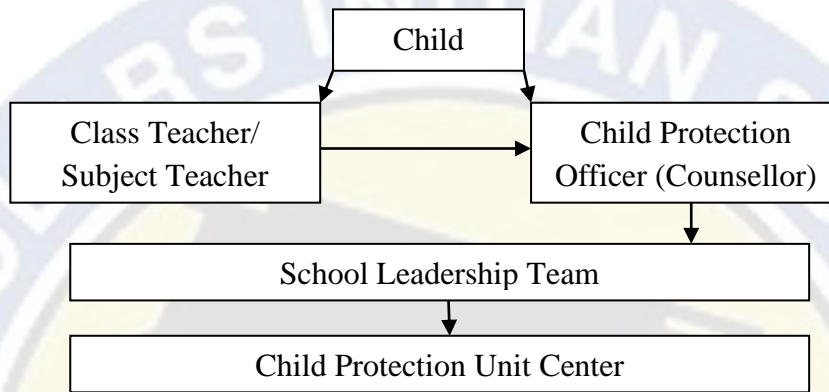 Child
Class Teacher/
Subject Teacher
Child Protection
Officer (Counsellor)
School Leadership Team
Child Protection Unit Center